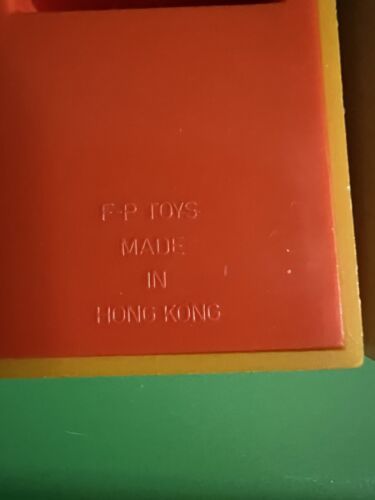 F-P TOYS
MADE
IN
HONG KONG